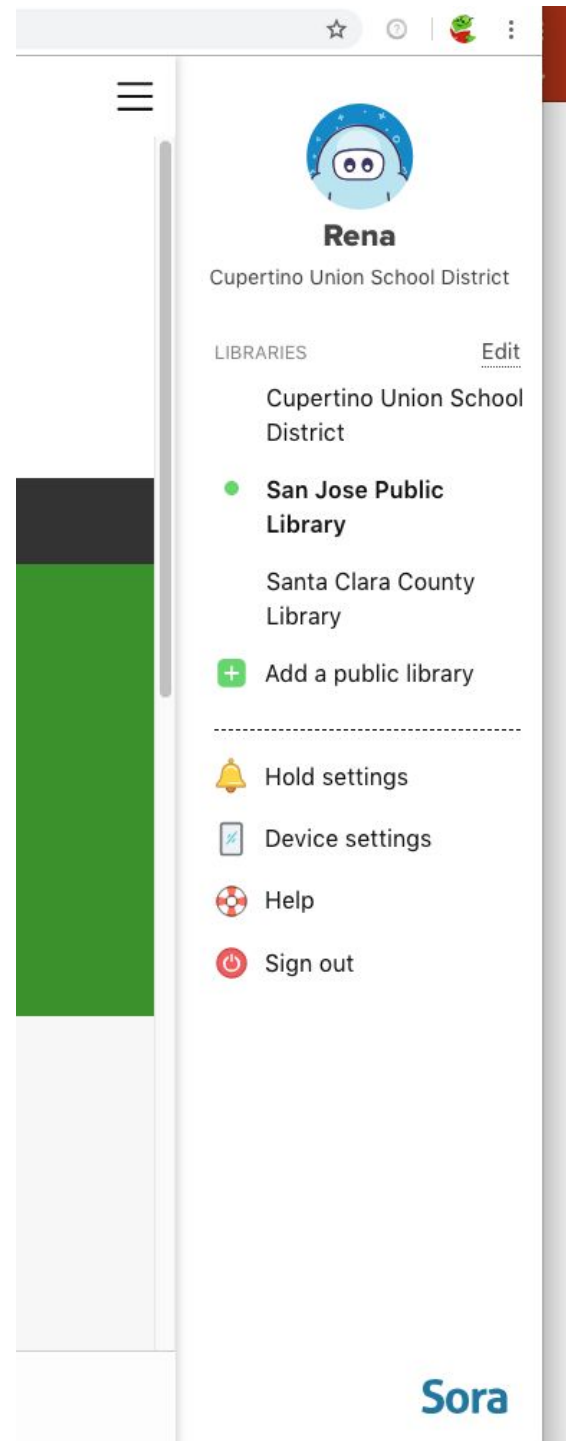 Rena
Cupertino Union School District
LIBRARIES Edit
Cupertino Union School
District
San Jose Public
Library
Santa Clara County
Library
Add a public library
Hold settings
Device settings
Help
Sign out
Sora